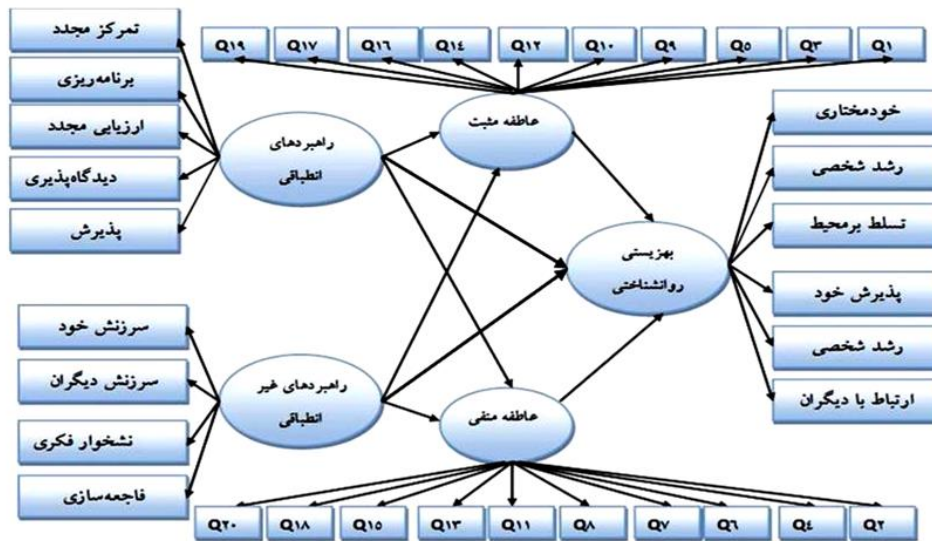 Q۱۹ Q۱۷ Q۱۶ Q۱۴ Q۱۲ Q۱۰ Q۹ Q۵ Q۳ Q۱
تمرکز مجدد
برنامه‌ریزی
ارزیابی مجدد
دیدگاه‌پذیری
پذیرش
راهبردهای
انطباقی
عاطفه مثبت
خودمختاری
رشد شخصی
تسلط برمحیط
پذیرش خود
رشد شخصی
ارتباط با دیگران
بهزیستی
روانشناختی
سرزنش خود
سرزنش دیگران
نشخوار فکری
فاجعه‌سازی
راهبردهای غیر
انطباقی
عاطفه منفی
Q۲۰ Q۱۸ Q۱۵ Q۱۳ Q۱۱ Q۸ Q۷ Q۶ Q۴ Q۲